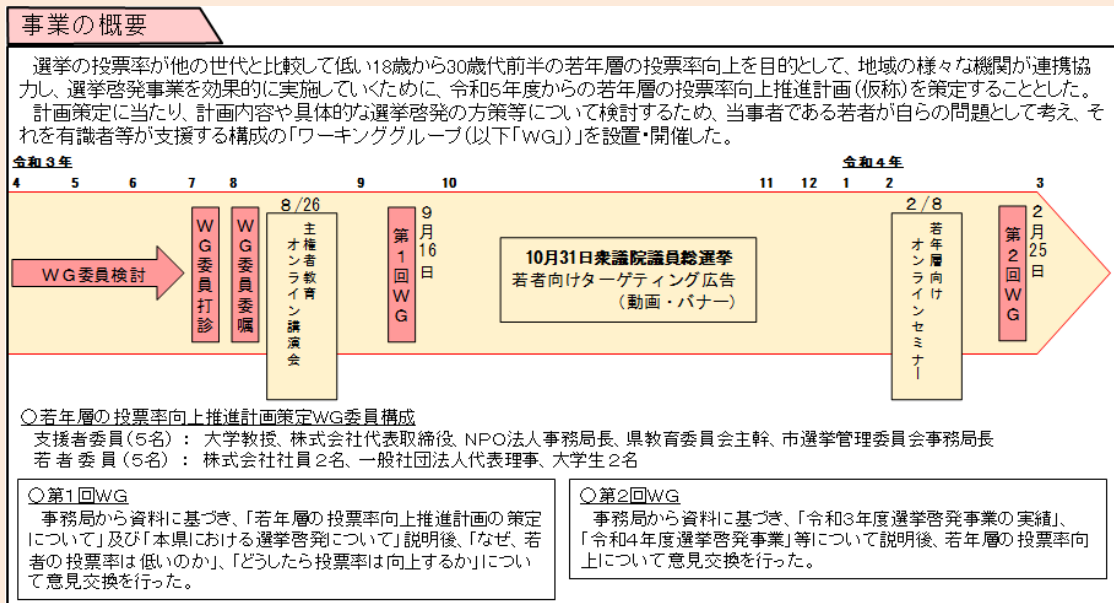 事業の概要
選挙の投票率が他の世代と比較して低い18歳から30歳代前半の若年層の投票率向上を目的として、地域の様々な機関が連携協
力し、選挙啓発事業を効果的に実施していくために、令和5年度からの若年層の投票率向上推進計画(仮称)を策定することとした。
計画策定に当たり、計画内容や具体的な選挙啓発の方策等について検討するため、当事者である若者が自らの問題として考え、そ
れを有識者等が支援する構成の「ワーキンググループ(以下「WG」)」を設置・開催した。
令和3年 令和4年
4 5 6 7 8 9 10 11 12 1 2 3
WG委員検討
WG委員打診
WG委員委嘱
8/26
主権者教育
オンライン講演会
第1回WG
9月16日
10月31日衆議院議員総選挙
若者向けターゲティング広告
(動画・バナー)
2/8
若年層向け
オンラインセミナー
第2回WG
2月25日
○若年層の投票率向上推進計画策定WG委員構成
支援者委員(5名) : 大学教授、株式会社代表取締役、NPO法人事務局長、県教育委員会主幹、市選挙管理委員会事務局長
若者委員(5名) : 株式会社社員2名、一般社団法人代表理事、大学生2名
○第1回WG
事務局から資料に基づき、「若年層の投票率向上推進計画の策定
について」及び「本県における選挙啓発について」説明後、「なぜ、若
者の投票率は低いのか」、「どうしたら投票率は向上するか」につい
て意見交換を行った。
○第2回WG
事務局から資料に基づき、「令和3年度選挙啓発事業の実績」、
「令和4年度選挙啓発事業」等について説明後、若年層の投票率向
上について意見交換を行った。